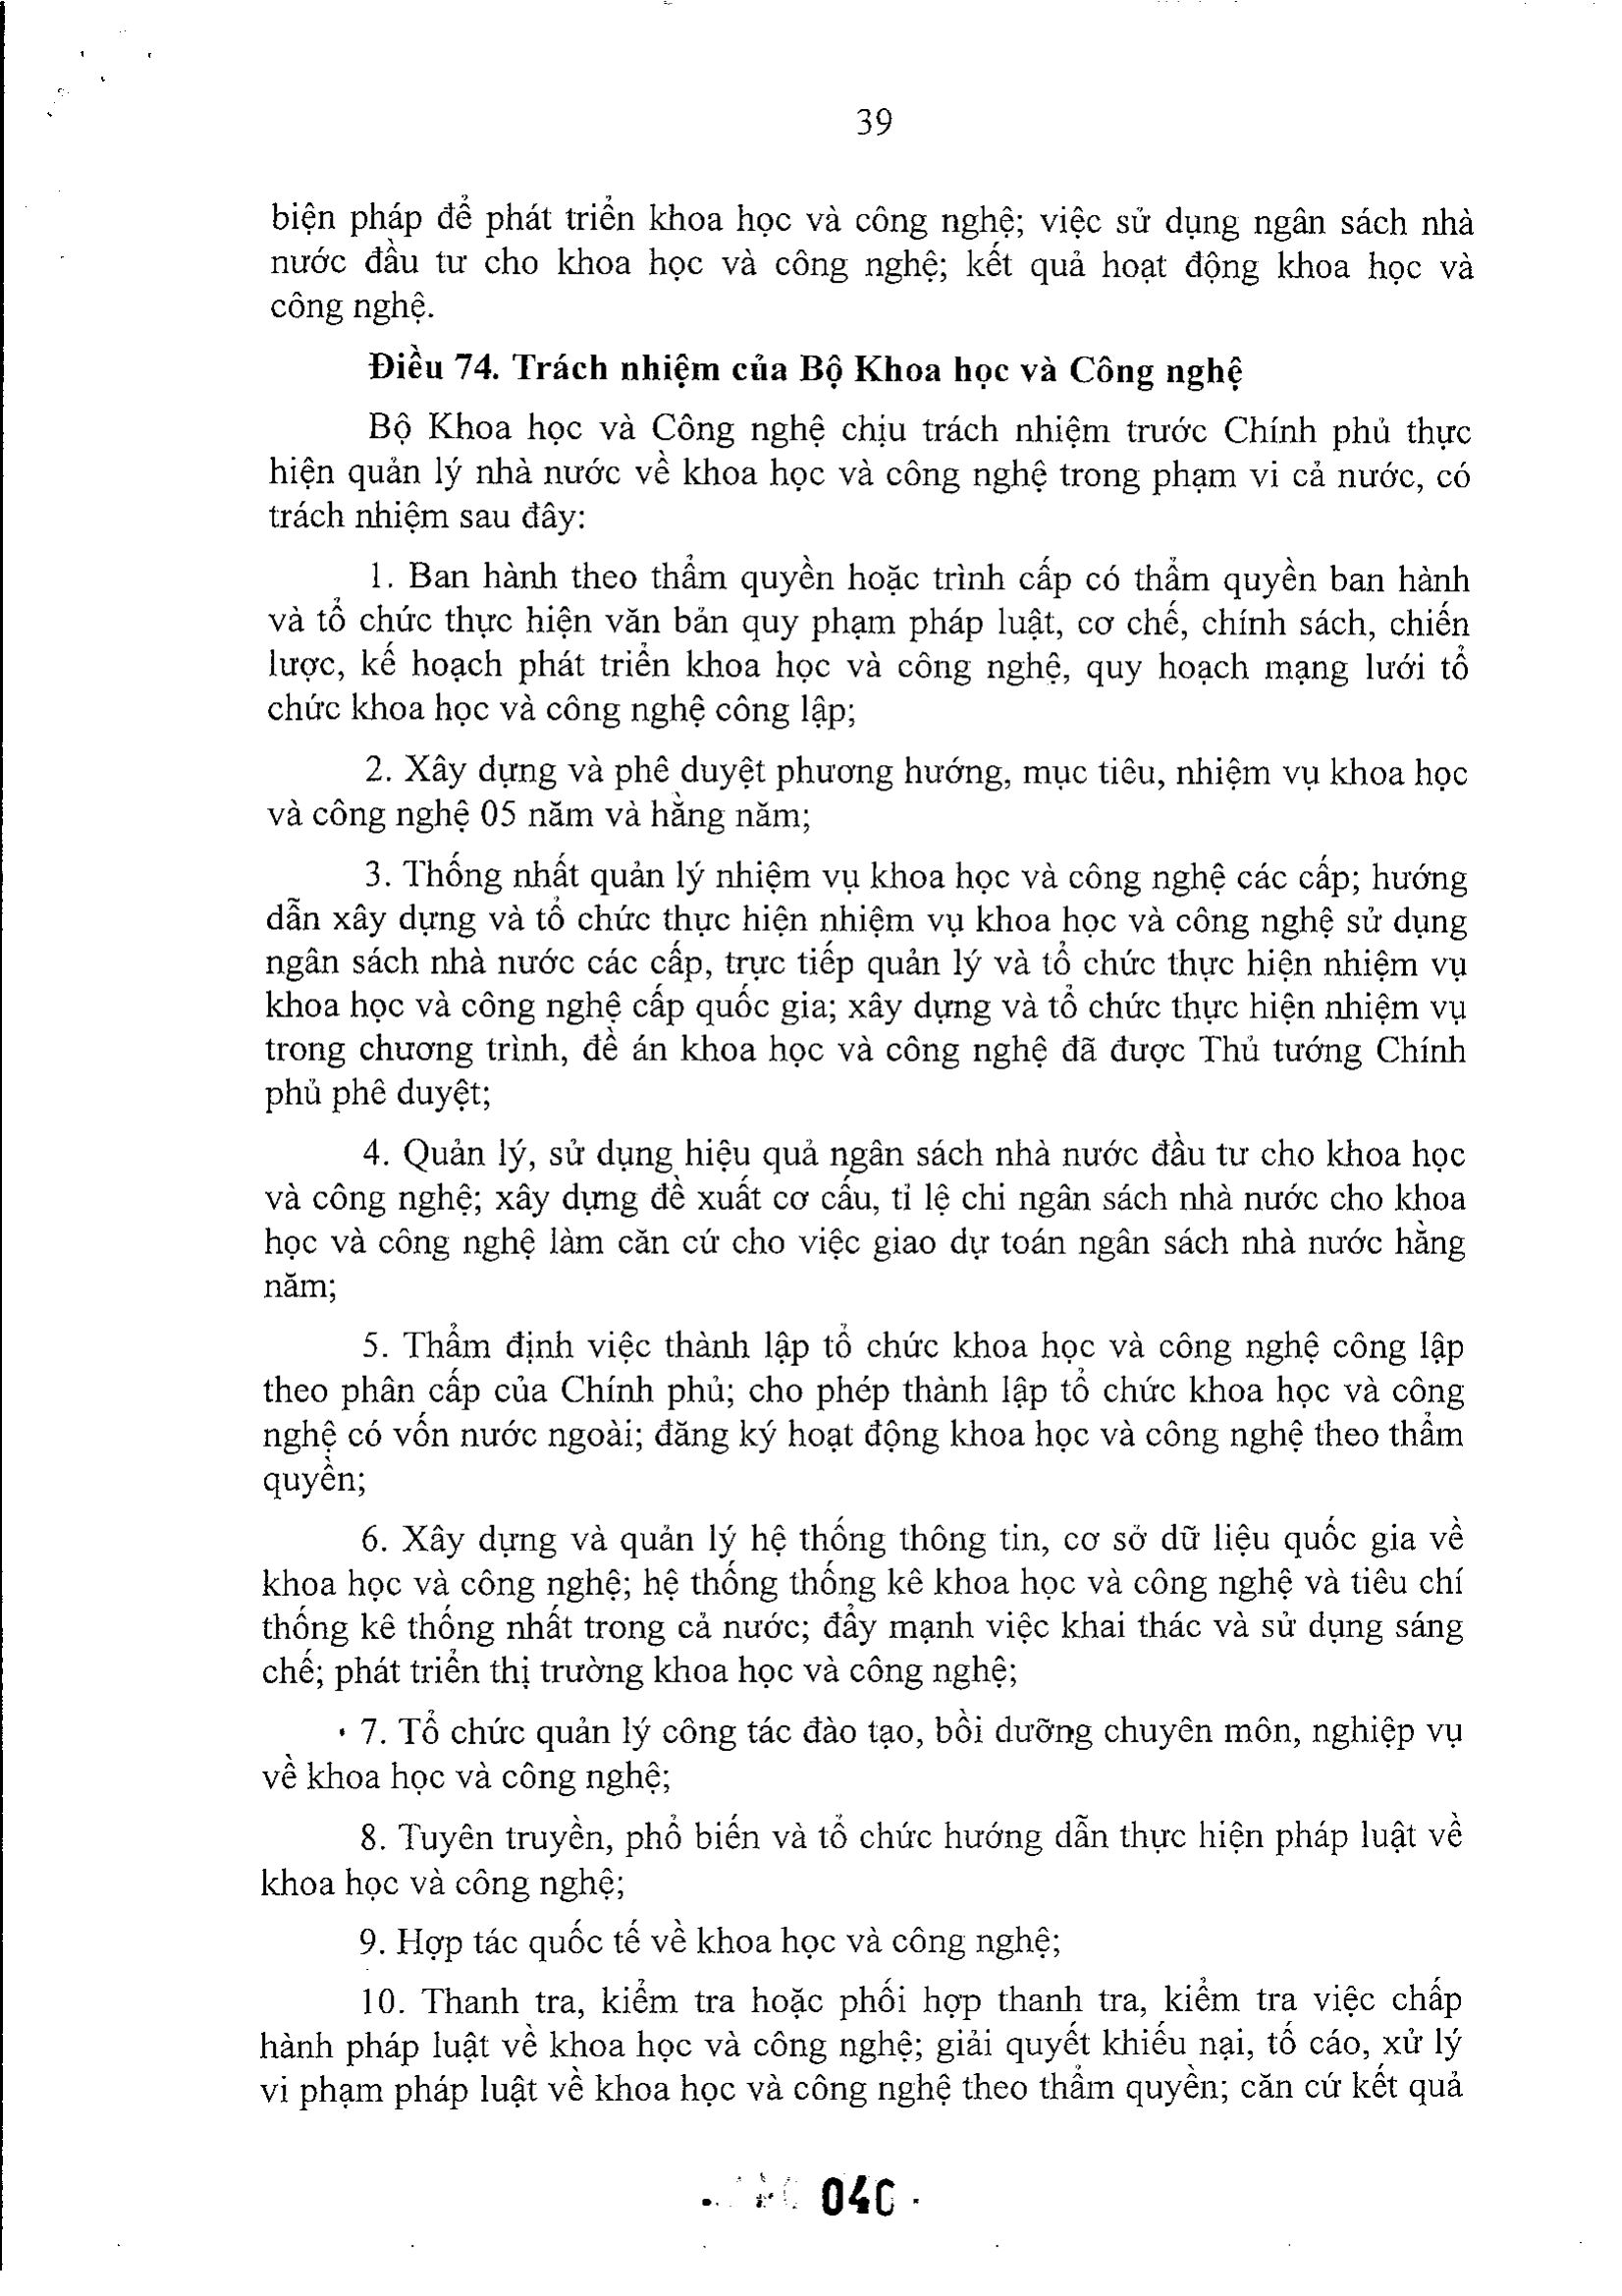 39
biện pháp để phát triển khoa học và công nghệ; việc sử dụng ngân sách nhà
nước đầu tư cho khoa học và công nghệ; kết quả hoạt động khoa học và
công nghệ.
Điều 74. Trách nhiệm của Bộ Khoa học và Công nghệ
Bộ Khoa học và Công nghệ chịu trách nhiệm trước Chính phủ thực
hiện quản lý nhà nước về khoa học và công nghệ trong phạm vi cả nước, có
trách nhiệm sau đây:
1. Ban hành theo thẩm quyền hoặc trình cấp có thẩm quyền ban hành
và tổ chức thực hiện văn bản quy phạm pháp luật, cơ chế, chính sách, chiến
lược, kế hoạch phát triển khoa học và công nghệ, quy hoạch mạng lưới tổ
chức khoa học và công nghệ công lập;
2. Xây dựng và phê duyệt phương hướng, mục tiêu, nhiệm vụ khoa học
và công nghệ 05 năm và hằng năm;
3. Thống nhất quản lý nhiệm vụ khoa học và công nghệ các cấp; hướng
dẫn xây dựng và tổ chức thực hiện nhiệm vụ khoa học và công nghệ sử dụng
ngân sách nhà nước các cấp, trực tiếp quản lý và tổ chức thực hiện nhiệm vụ
khoa học và công nghệ cấp quốc gia; xây dựng và tổ chức thực hiện nhiệm vụ
trong chương trình, đề án khoa học và công nghệ đã được Thủ tướng Chính
phủ phê duyệt;
4. Quản lý, sử dụng hiệu quả ngân sách nhà nước đầu tư cho khoa học
và công nghệ; xây dựng đề xuất cơ cấu, tỉ lệ chi ngân sách nhà nước cho khoa
học và công nghệ làm căn cứ cho việc giao dự toán ngân sách nhà nước hằng
năm;
5. Thẩm định việc thành lập tổ chức khoa học và công nghệ công lập
theo phân cấp của Chính phủ; cho phép thành lập tổ chức khoa học và công
nghệ có vốn nước ngoài; đăng ký hoạt động khoa học và công nghệ theo thẩm
quyền;
6. Xây dựng và quản lý hệ thống thông tin, cơ sở dữ liệu quốc gia về
khoa học và công nghệ; hệ thống thống kê khoa học và công nghệ và tiêu chí
thống kê thống nhất trong cả nước; đẩy mạnh việc khai thác và sử dụng sáng
chế; phát triển thị trường khoa học và công nghệ;
7. Tổ chức quản lý công tác đào tạo, bồi dưỡng chuyên môn, nghiệp vụ
về khoa học và công nghệ;
8. Tuyên truyền, phổ biến và tổ chức hướng dẫn thực hiện pháp luật về
khoa học và công nghệ;
9. Hợp tác quốc tế về khoa học và công nghệ;
10. Thanh tra, kiểm tra hoặc phối hợp thanh tra, kiểm tra việc chấp
hành pháp luật về khoa học và công nghệ; giải quyết khiếu nại, tố cáo, xử lý
vi phạm pháp luật về khoa học và công nghệ theo thẩm quyền; căn cứ kết quả